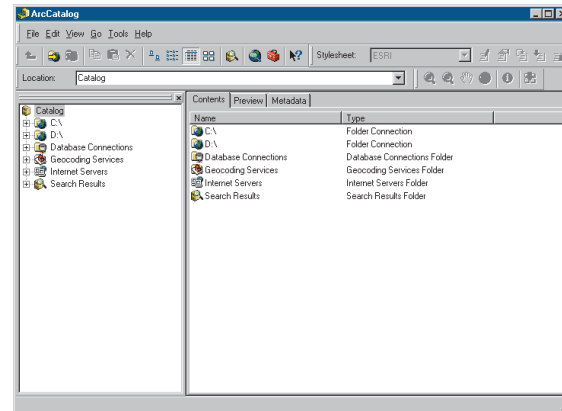 ArcCatalog
File Edit View Go Tools Help
Stylesheet: ESRI
Location: Catalog
Catalog
C:\
D:\
Database Connections
Geocoding Services
Internet Servers
Search Results
Contents Preview Metadata
Name Type
C:\ Folder Connection
D:\ Folder Connection
Database Connections Database Connections Folder
Geocoding Services Geocoding Services Folder
Internet Servers Internet Servers Folder
Search Results Search Results Folder